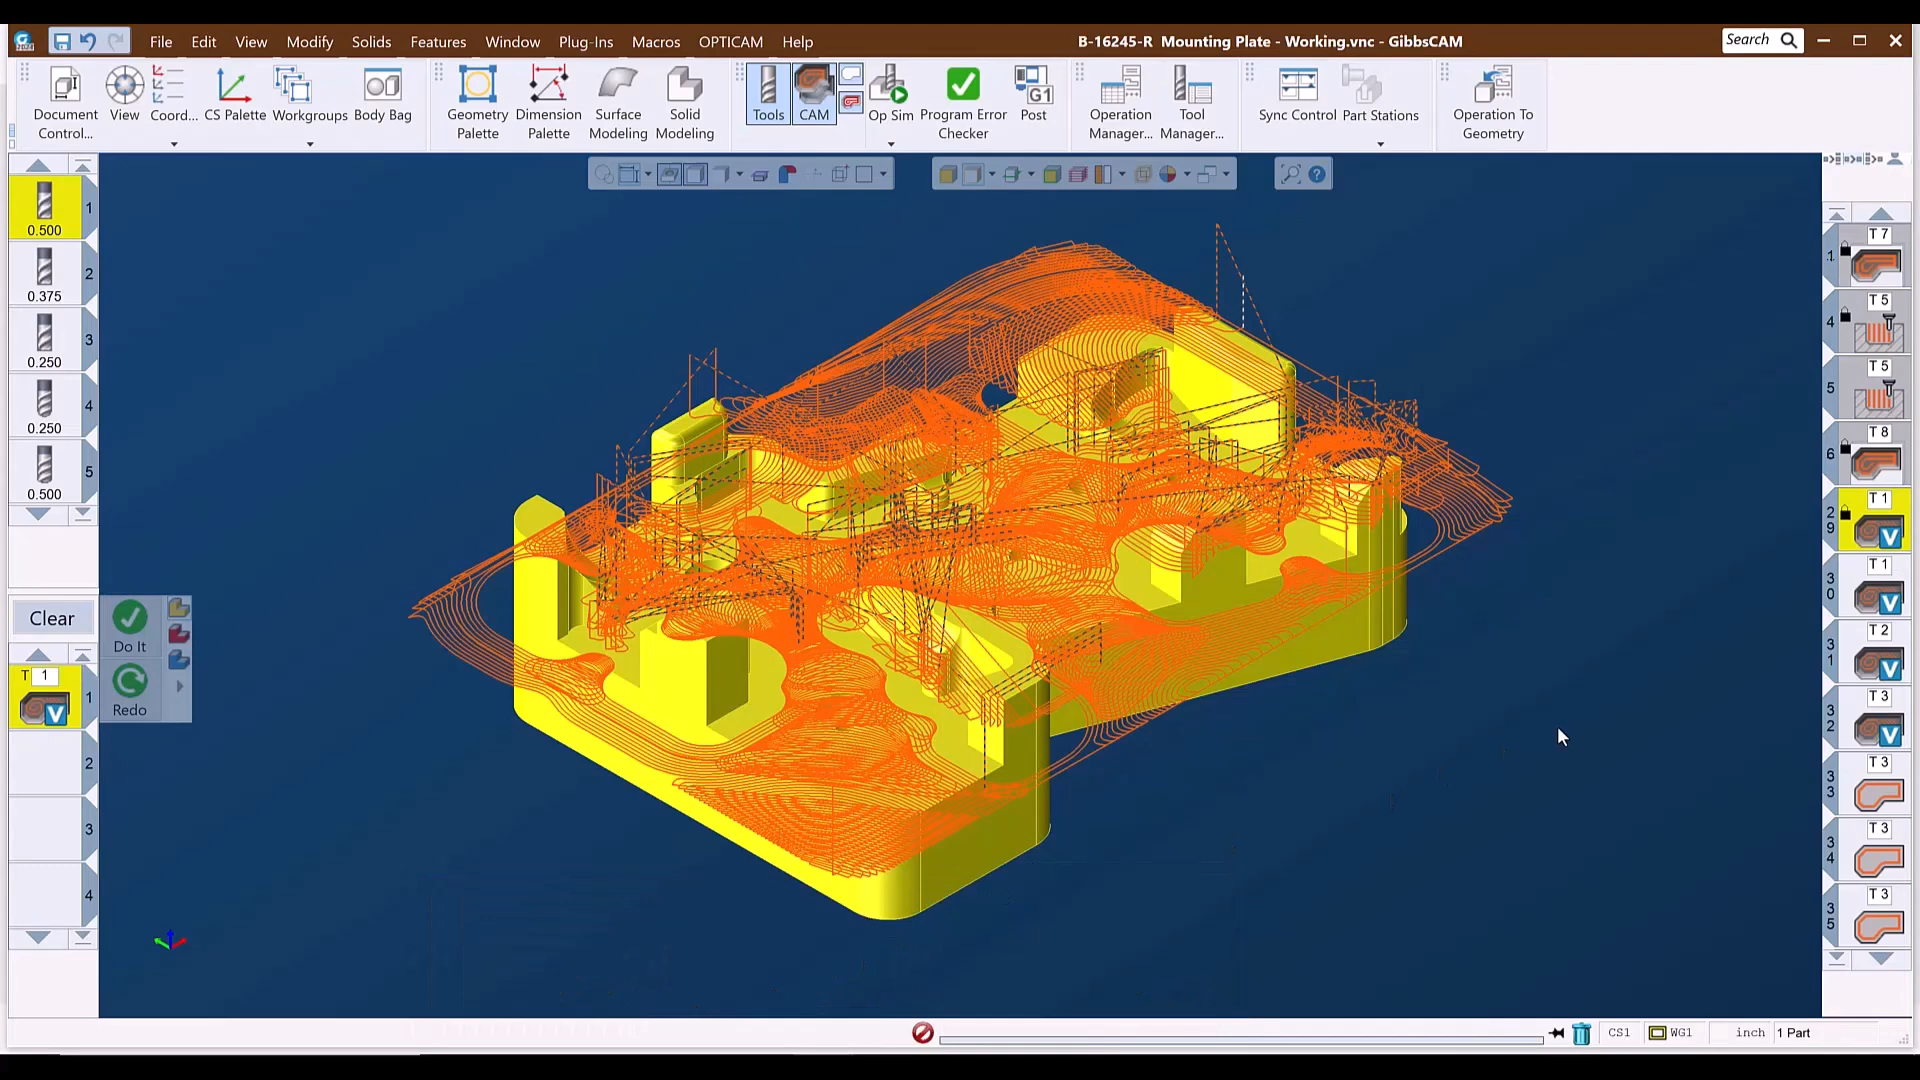 File Edit View Modify Solids Features Window Plug-Ins Macros OPTICAM Help
B-16245-R Mounting Plate - Working.vnc - GibbsCAM
Search
Document Control...
View
Coord...
CS Palette
Workgroups
Body Bag
Geometry Palette
Dimension Palette
Surface Modeling
Solid Modeling
Tools
CAM
Op Sim
Program Error Checker
G1
Post
Operation Manager...
Tool Manager...
Sync Control
Part Stations
Operation To Geometry
1
0.500
2
0.375
3
0.250
4
0.250
5
0.500
Clear
Do It
Redo
T 1
V
1
2
3
4
T 7
1
T 5
4
T 5
5
T 8
6
T 1
29
V
T 1
30
V
T 2
31
V
T 3
32
V
T 3
33
T 3
34
T 3
35
CS1
WG1
inch
1 Part